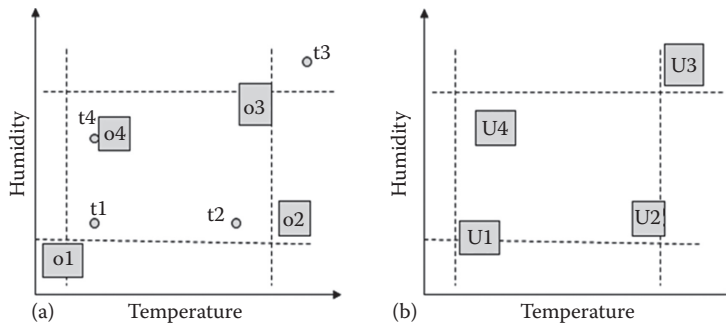 t3
t4
o4
o3
t1
t2
o2
o1
Humidity
(a)
Temperature
U3
U4
U2
U1
Humidity
(b)
Temperature